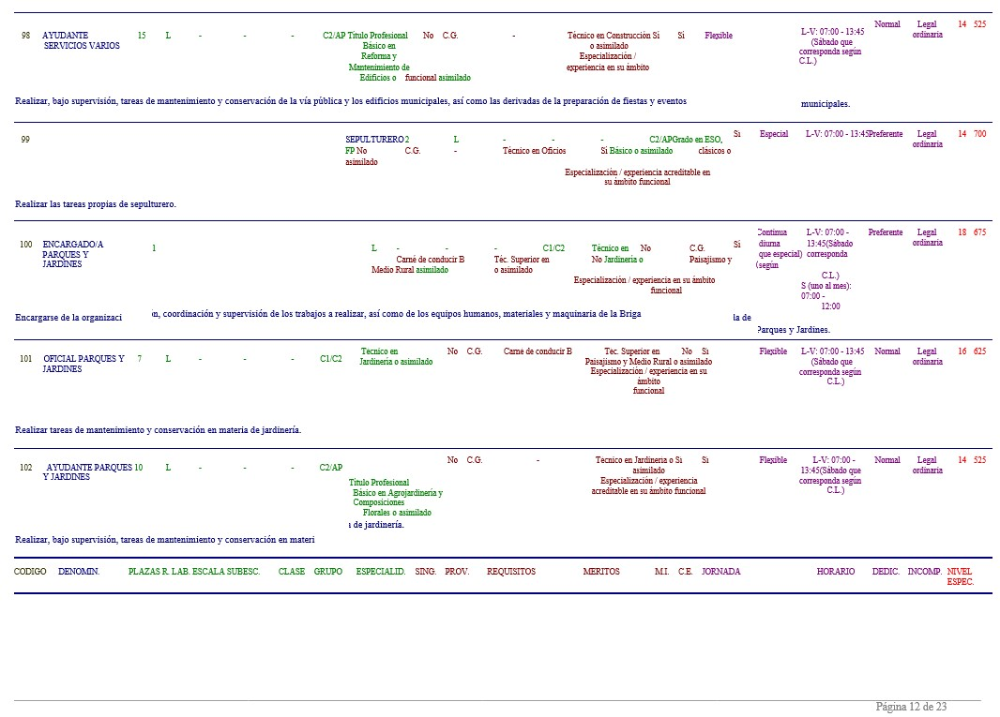 Normal Legal 14 525
98 AYUDANTE 15 L - - - C2/AP Título Profesional No C.G. - Técnico en Construcción Si Si Flexible L-V: 07:00 - 13:45 ordinaria
SERVICIOS VARIOS Básico en o asimilado (Sábado que
Reforma y Especialización / corresponda según
Mantenimiento de experiencia en su ámbito C.L.)
Edificios o funcional asimilado
Realizar, bajo supervisión, tareas de mantenimiento y conservación de la vía pública y los edificios municipales, así como las derivadas de la preparación de fiestas y eventos municipales.
99 SEPULTURERO 2 L - - - C2/APGrado en ESO, Si Especial L-V: 07:00 - 13:45Preferente Legal 14 700
FP No C.G. - Técnico en Oficios Si Básico o asimilado clásicos o ordinaria
asimilado
Especialización / experiencia acreditable en
su ámbito funcional
Realizar las tareas propias de sepulturero.
Continua L-V: 07:00 - Preferente Legal 18 675
100 ENCARGADO/A 1 L - - - C1/C2 Técnico en No C.G. Si diurna 13:45(Sábado ordinaria
PARQUES Y Carné de conducir B Téc. Superior en No Jardinería o Paisajismo y que especial) corresponda
JARDINES Medio Rural asimilado o asimilado (según
Especialización / experiencia en su ámbito C.L.)
funcional S (uno al mes):
07:00 -
12:00
Encargarse de la organizaci ón, coordinación y supervisión de los trabajos a realizar, así como de los equipos humanos, materiales y maquinaria de la Briga da de
Parques y Jardines.
101 OFICIAL PARQUES Y 7 L - - - C1/C2 Técnico en No C.G. Carné de conducir B Téc. Superior en No Si Flexible L-V: 07:00 - 13:45 Normal Legal 16 625
JARDINES Jardinería o asimilado Paisajismo y Medio Rural o asimilado (Sábado que ordinaria
Especialización / experiencia en su corresponda según
ámbito C.L.)
funcional
Realizar tareas de mantenimiento y conservación en materia de jardinería.
102 AYUDANTE PARQUES 10 L - - - C2/AP No C.G. - Técnico en Jardinería o Si Si Flexible L-V: 07:00 - Normal Legal 14 525
Y JARDINES asimilado 13:45(Sábado que ordinaria
Título Profesional Especialización / experiencia corresponda según
Básico en Agrojardinería y acreditable en su ámbito funcional C.L.)
Composiciones
Florales o asimilado
a de jardinería.
Realizar, bajo supervisión, tareas de mantenimiento y conservación en materi
CODIGO DENOMIN. PLAZAS R. LAB. ESCALA SUBESC. CLASE GRUPO ESPECIALID. SING. PROV. REQUISITOS MERITOS M.I. C.E. JORNADA HORARIO DEDIC. INCOMP. NIVEL
ESPEC.
Página 12 de 23